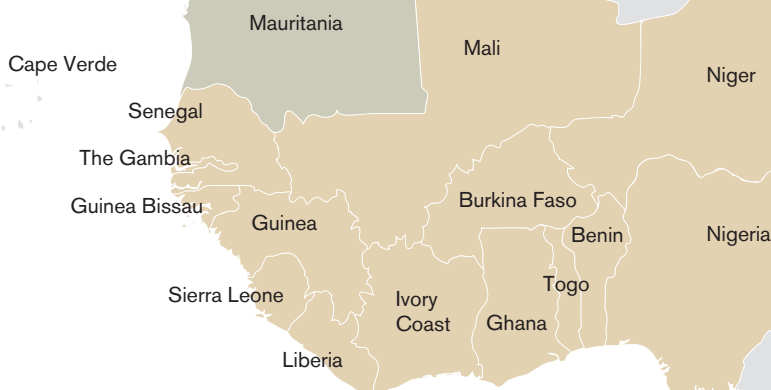 Mauritania
Mali
Cape Verde
Niger
Senegal
The Gambia
Burkina Faso
Guinea Bissau
Guinea
Benin
Nigeria
Togo
Sierra Leone
Ivory
Coast
Ghana
Liberia